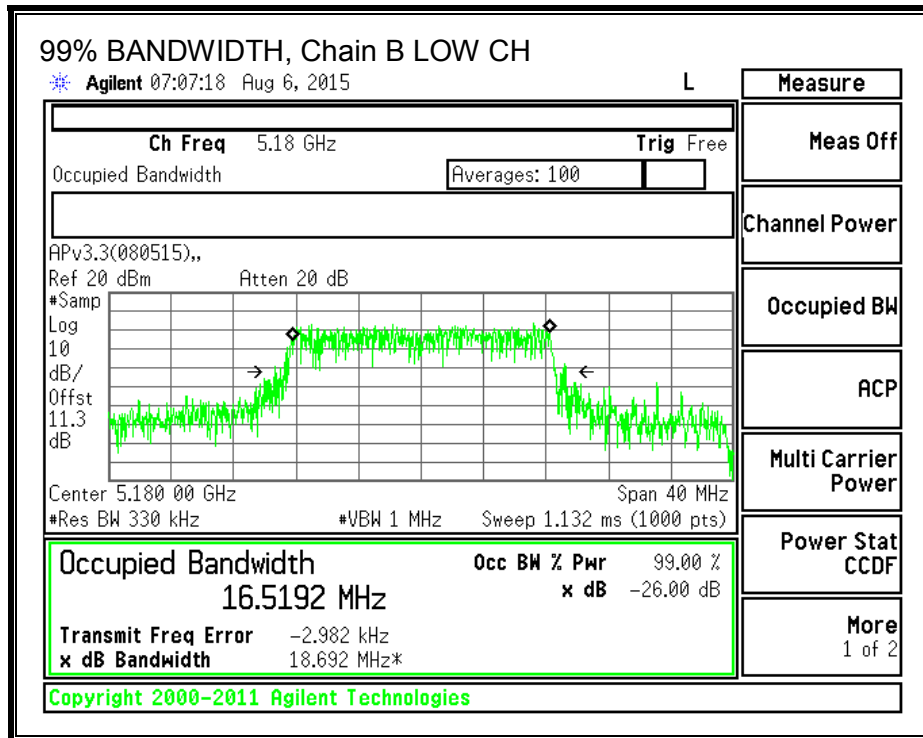 99% BANDWIDTH, Chain B LOW CH
Agilent 07:07:18 Aug 6, 2015 L
Ch Freq 5.18 GHz Trig Free
Occupied Bandwidth Averages: 100
APv3.3(080515),,
Ref 20 dBm Atten 20 dB
#Samp
Log
10
dB/
Offst
11.3
dB
Center 5.180 00 GHz Span 40 MHz
#Res BW 330 kHz #VBW 1 MHz Sweep 1.132 ms (1000 pts)
Occupied Bandwidth Occ BW % Pwr 99.00 %
16.5192 MHz x dB -26.00 dB
Transmit Freq Error -2.982 kHz
x dB Bandwidth 18.692 MHz*
Copyright 2000-2011 Agilent Technologies
Measure
Meas Off
Channel Power
Occupied BW
ACP
Multi Carrier
Power
Power Stat
CCDF
More
1 of 2